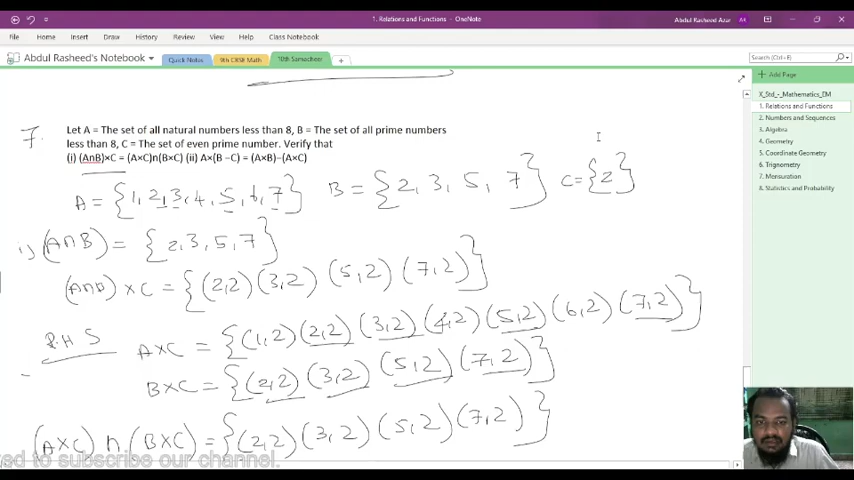 1. Relations and Functions - OneNote
Abdul Rasheed Azar AR
File Home Insert Draw History Review View Help Class Notebook
Abdul Rasheed's Notebook Quick Notes 9th CBSE Math 10th Samacheer +
Search (Ctrl+E)
Add Page
X_Std_-_Mathematics_EM
1. Relations and Functions
2. Numbers and Sequences
3. Algebra
4. Geometry
5. Coordinate Geometry
6. Trignometry
7. Mensuration
8. Statistics and Probability
7. Let A = The set of all natural numbers less than 8, B = The set of all prime numbers
less than 8, C = The set of even prime number. Verify that
(i) (A∩B)×C = (A×C)∩(B×C) (ii) A×(B −C) = (A×B)−(A×C)
A = {1, 2, 3, 4, 5, 6, 7} B = {2, 3, 5, 7} C = {2}
i) (A∩B) = {2, 3, 5, 7}
(A∩B) × C = {(2,2) (3,2) (5,2) (7,2)}
R.H S A×C = {(1,2) (2,2) (3,2) (4,2) (5,2) (6,2) (7,2)}
B×C = {(2,2) (3,2) (5,2) (7,2)}
(A×C) ∩ (B×C) = {(2,2) (3,2) (5,2) (7,2)}
to subscribe our channel.